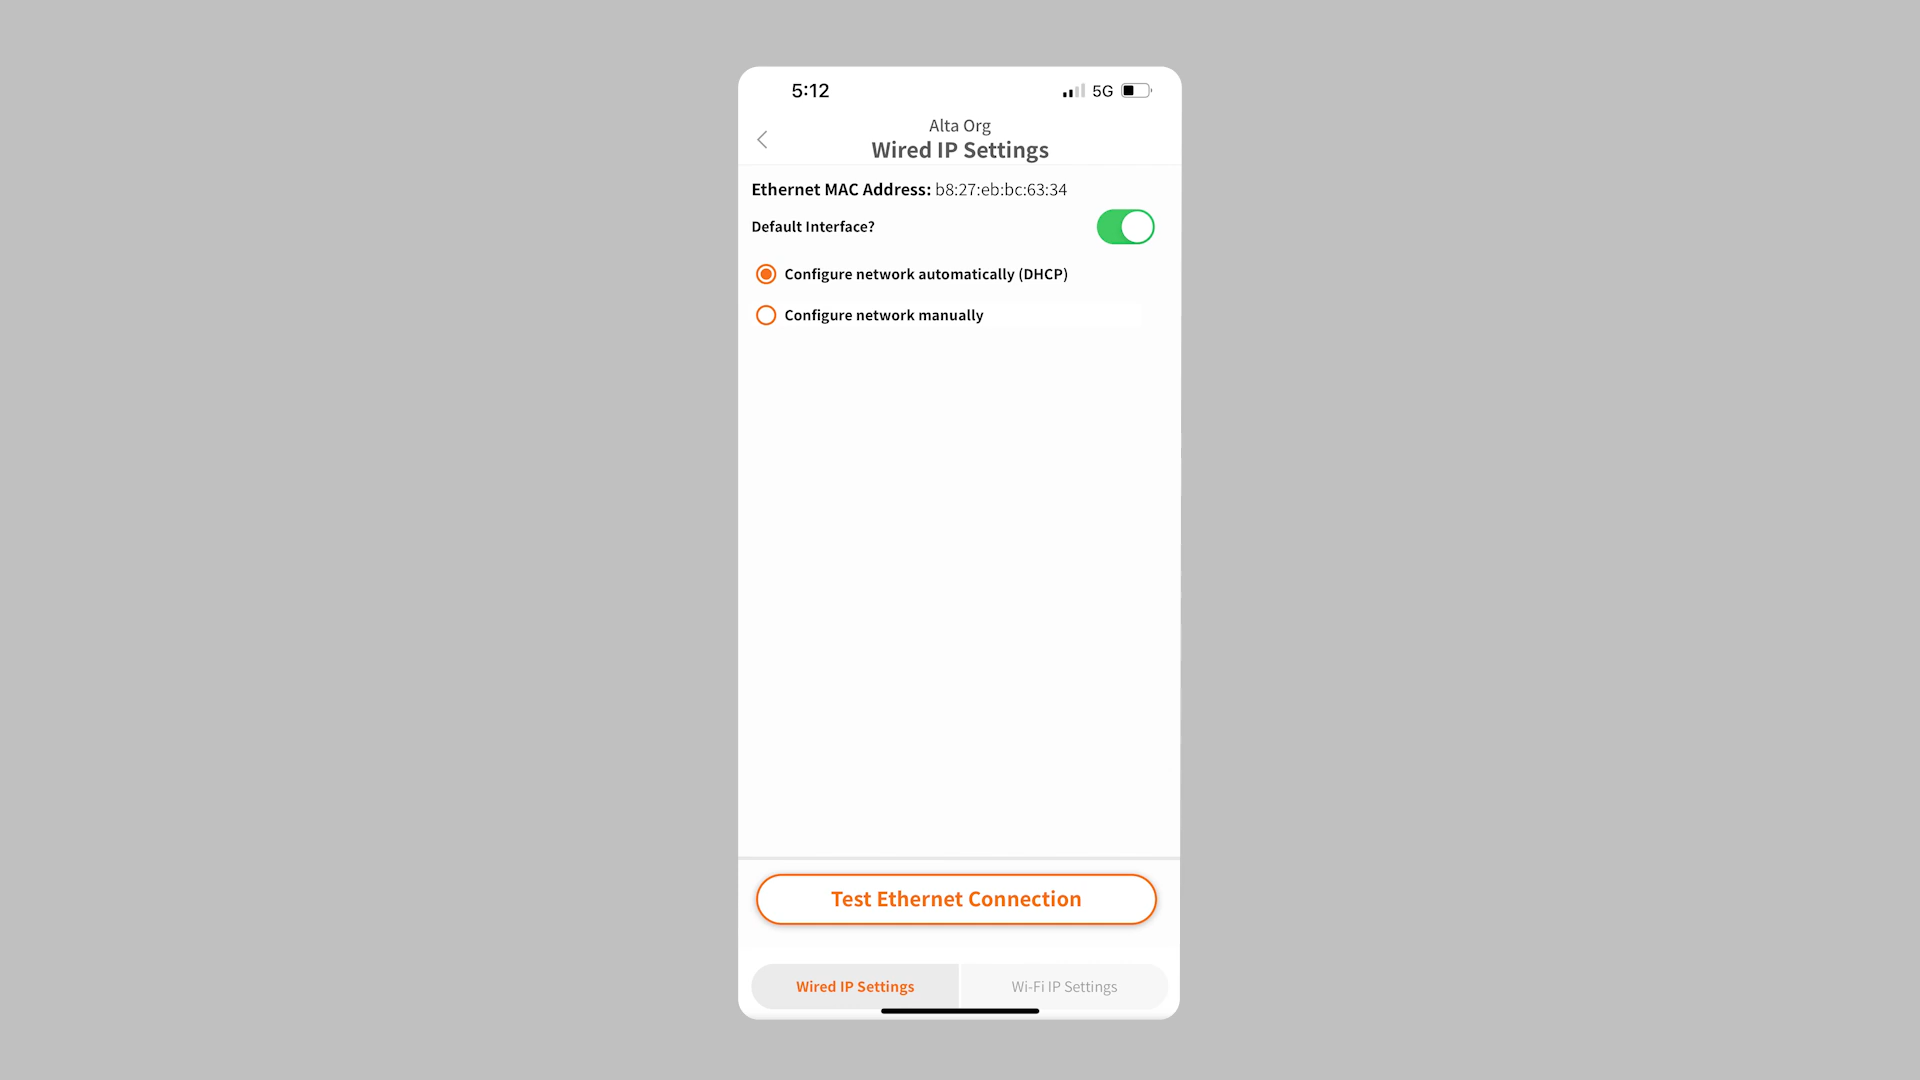 5:12
5G
Alta Org
Wired IP Settings
Ethernet MAC Address: b8:27:eb:bc:63:34
Default Interface?
Configure network automatically (DHCP)
Configure network manually
Test Ethernet Connection
Wired IP Settings
Wi-Fi IP Settings